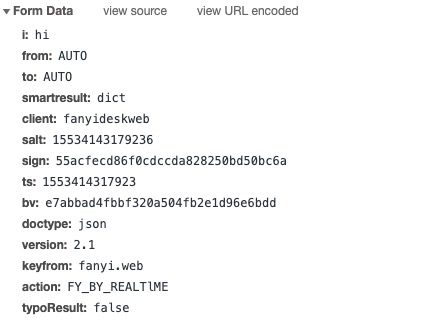 ▼ Form Data view source view URL encoded
i: hi
from: AUTO
to: AUTO
smartresult: dict
client: fanyideskweb
salt: 15534143179236
sign: 55acfecd86f0cdccda828250bd50bc6a
ts: 1553414317923
bv: e7abbad4fbbf320a504fb2e1d96e6bdd
doctype: json
version: 2.1
keyfrom: fanyi.web
action: FY_BY_REALTlME
typoResult: false